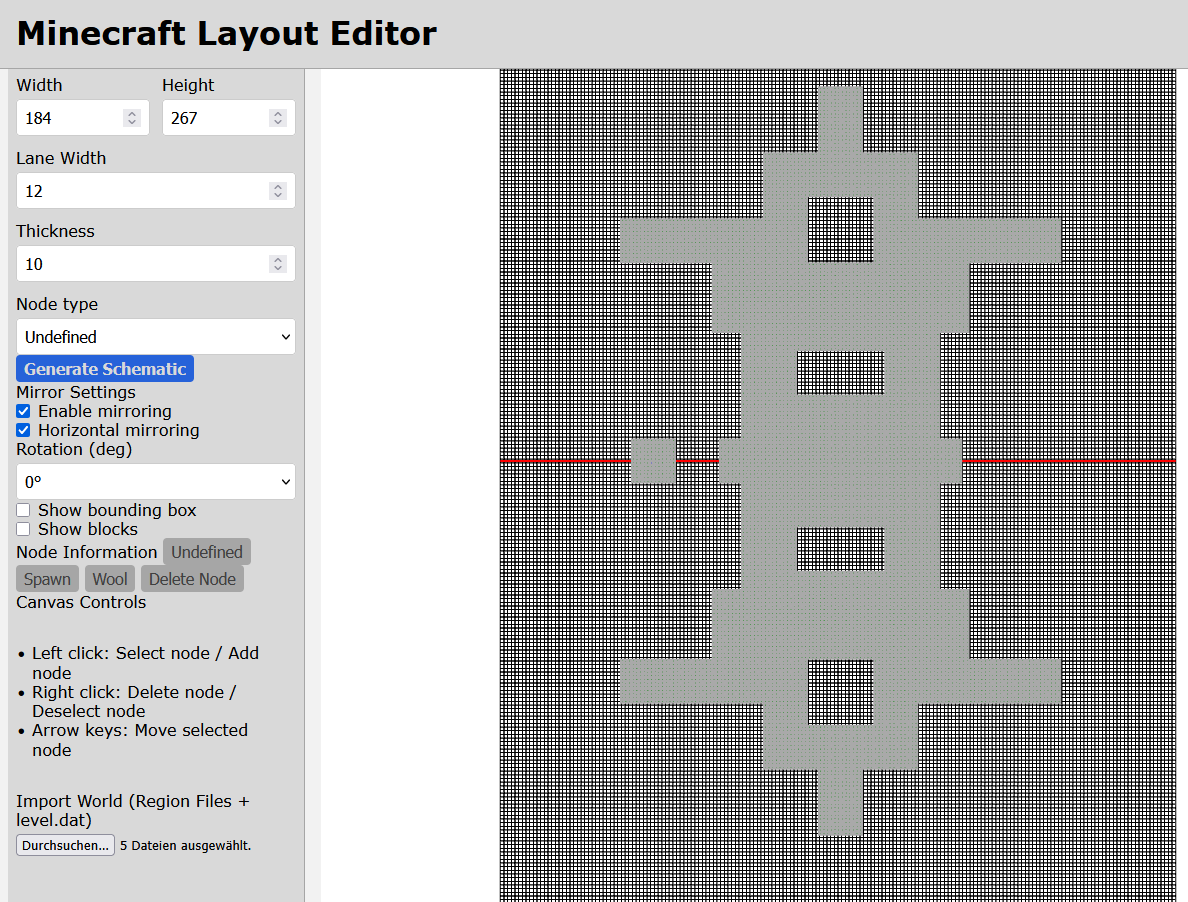 Minecraft Layout Editor
Width Height
184 267
Lane Width
12
Thickness
10
Node type
Undefined
Generate Schematic
Mirror Settings
Enable mirroring
Horizontal mirroring
Rotation (deg)
0°
Show bounding box
Show blocks
Node Information Undefined
Spawn Wool Delete Node
Canvas Controls
• Left click: Select node / Add
node
• Right click: Delete node /
Deselect node
• Arrow keys: Move selected
node
Import World (Region Files +
level.dat)
Durchsuchen... 5 Dateien ausgewählt.